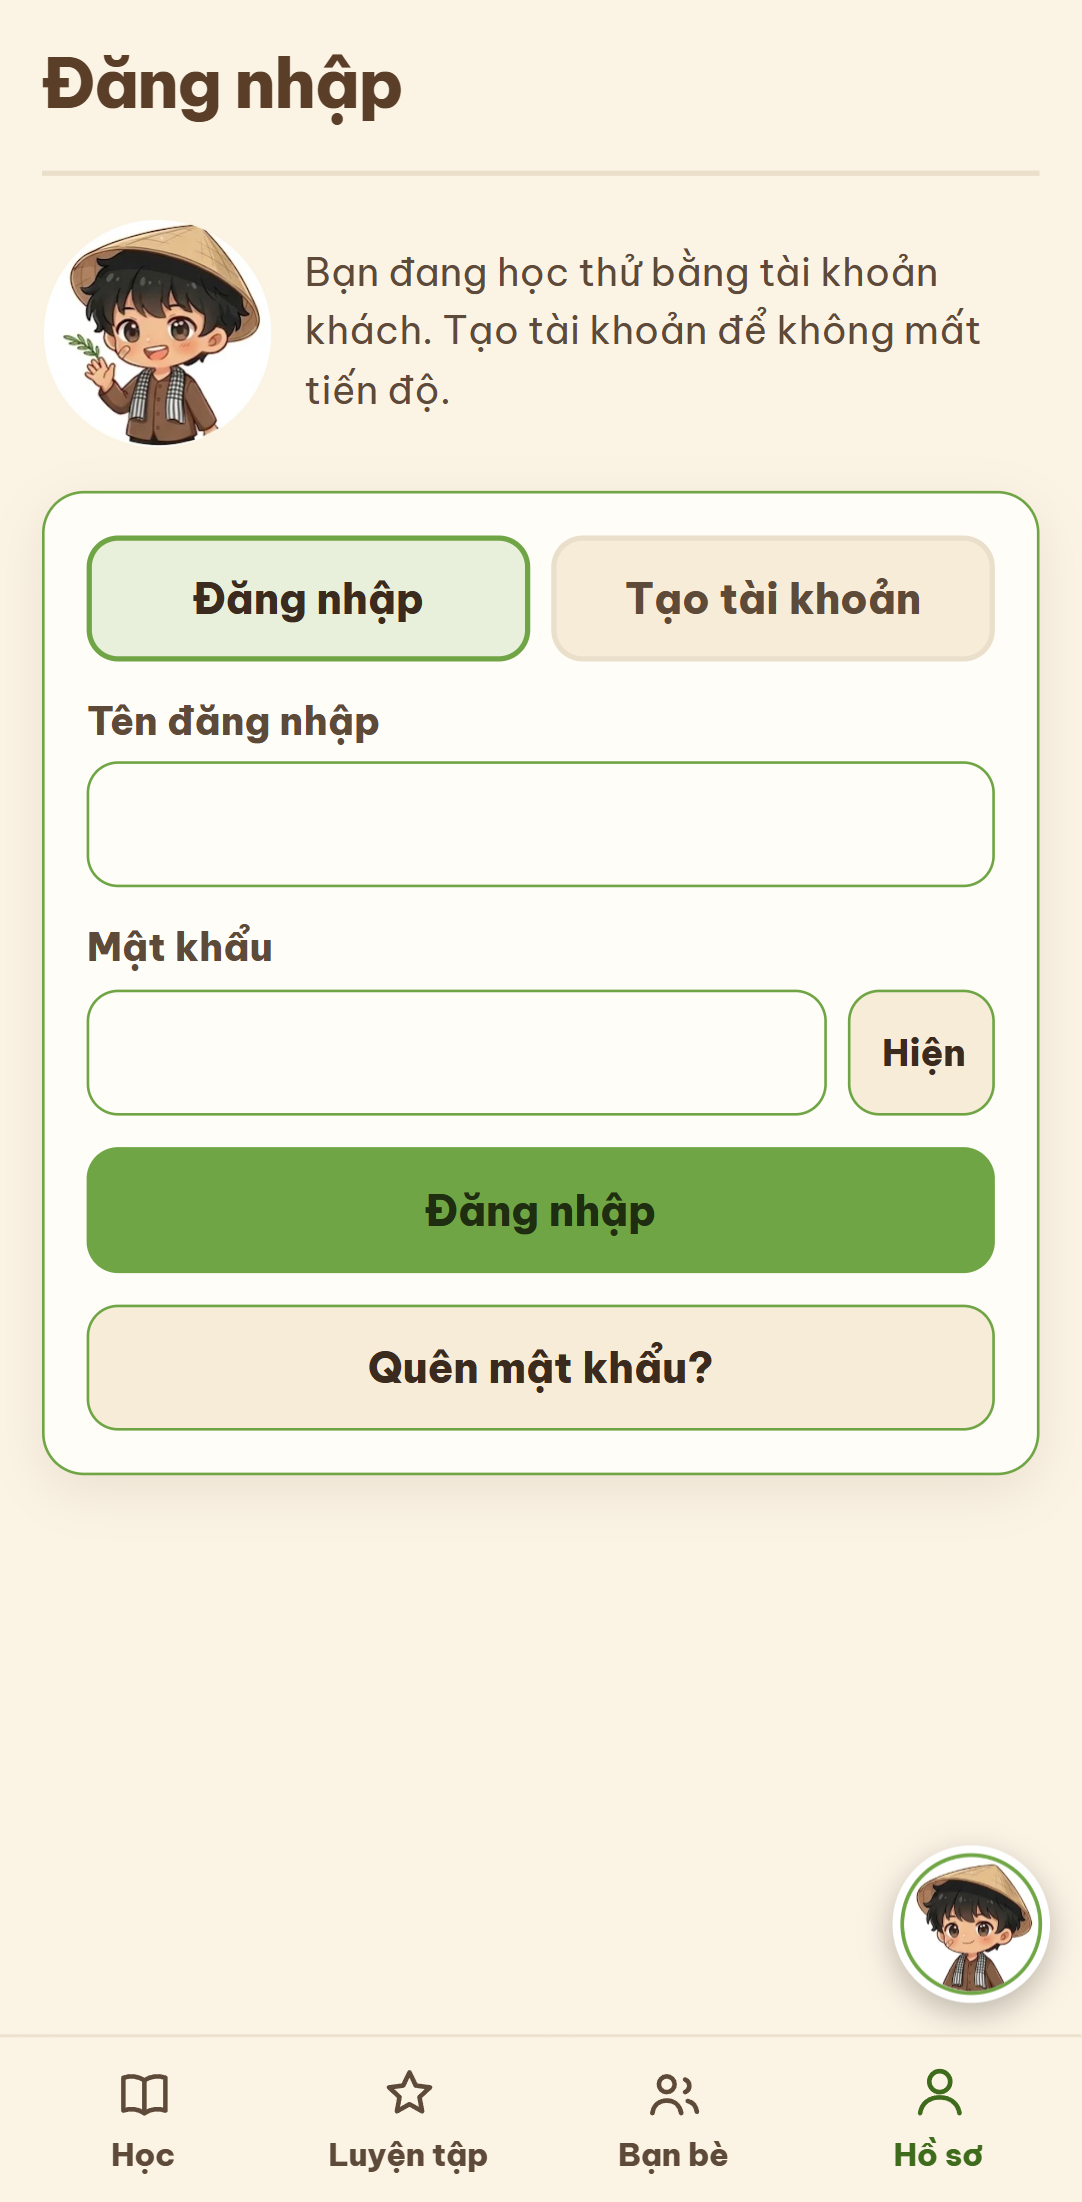 Đăng nhập
Bạn đang học thử bằng tài khoản
khách. Tạo tài khoản để không mất
tiến độ.
Đăng nhập
Tạo tài khoản
Tên đăng nhập
Mật khẩu
Hiện
Đăng nhập
Quên mật khẩu?
Học
Luyện tập
Bạn bè
Hồ sơ